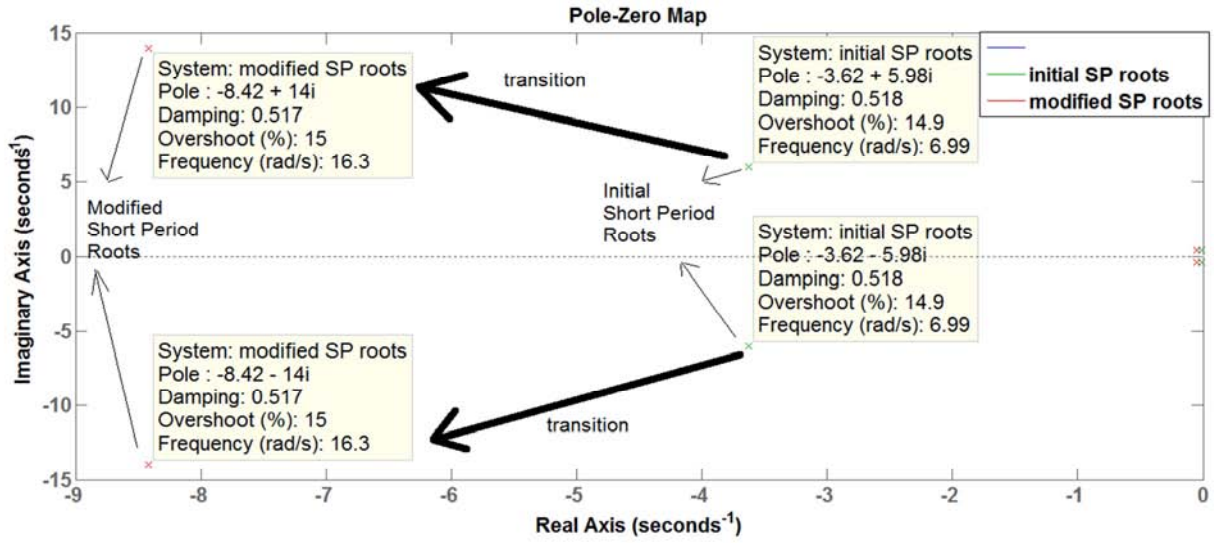 Pole-Zero Map
Imaginary Axis (seconds-1)
15
10
5
0
-5
-10
-15
System: modified SP roots
Pole : -8.42 + 14i
Damping: 0.517
Overshoot (%): 15
Frequency (rad/s): 16.3
transition
System: initial SP roots
Pole : -3.62 + 5.98i
Damping: 0.518
Overshoot (%): 14.9
Frequency (rad/s): 6.99
initial SP roots
modified SP roots
Modified
Short Period
Roots
Initial
Short Period
Roots
System: initial SP roots
Pole : -3.62 - 5.98i
Damping: 0.518
Overshoot (%): 14.9
Frequency (rad/s): 6.99
System: modified SP roots
Pole : -8.42 - 14i
Damping: 0.517
Overshoot (%): 15
Frequency (rad/s): 16.3
transition
-9 -8 -7 -6 -5 -4 -3 -2 -1 0
Real Axis (seconds-1)